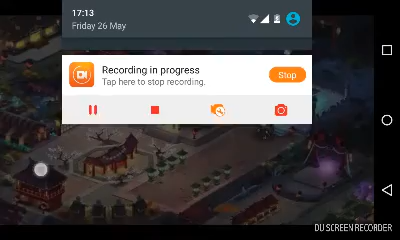 17:13
Friday 26 May
Recording in progress
Stop
Tap here to stop recording.
DU SCREEN RECORDER